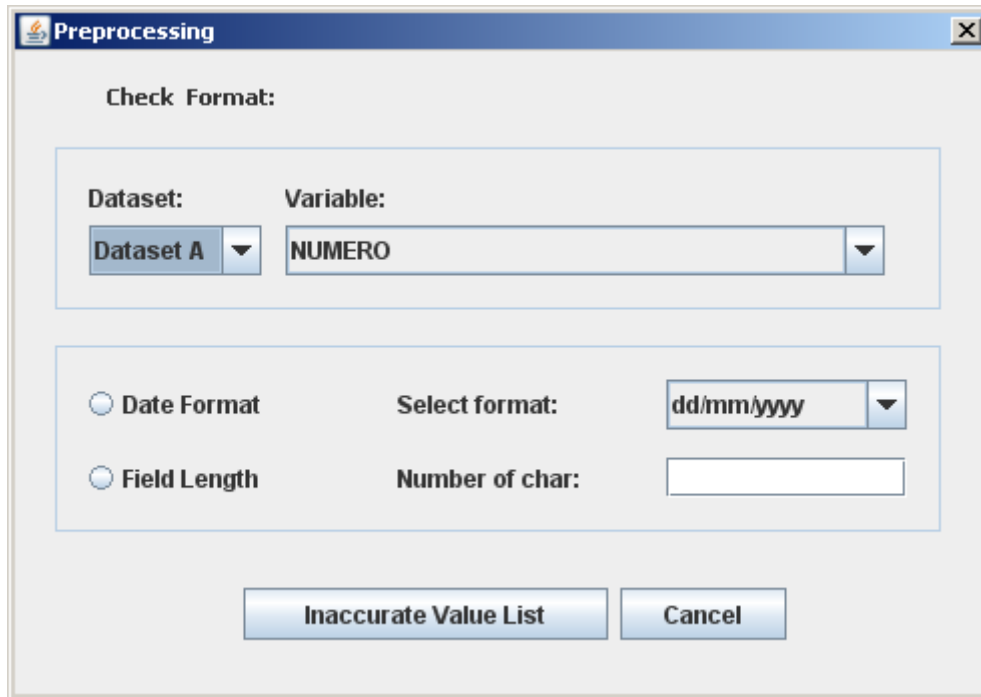 Preprocessing
Check Format:
Dataset: Variable:
Dataset A NUMERO
Date Format Select format: dd/mm/yyyy
Field Length Number of char:
Inaccurate Value List Cancel